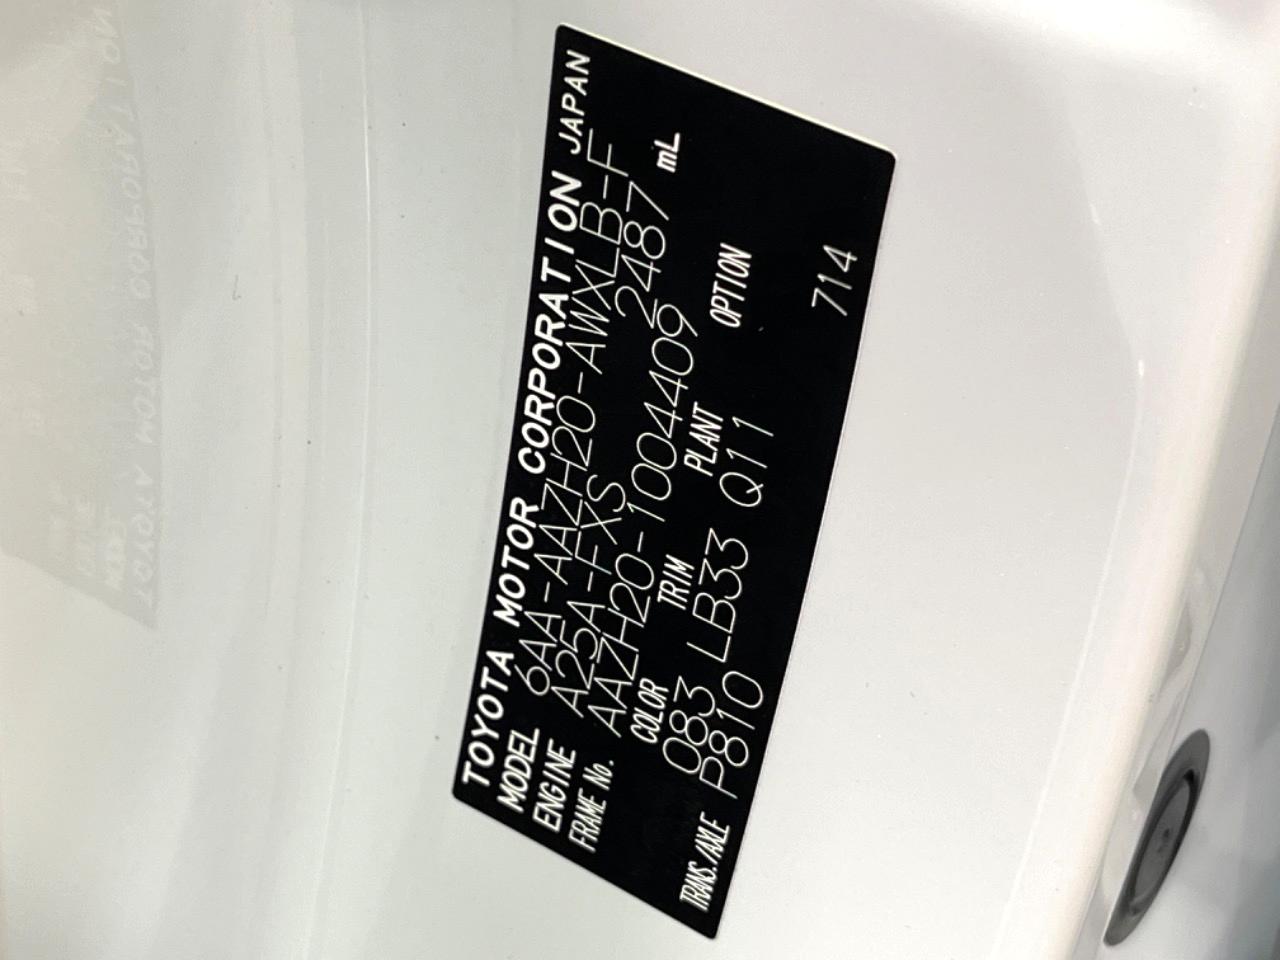 TOYOTA MOTOR CORPORATION JAPAN
MODEL 6AA-AAZH20-AWXLB-F
ENGINE A25A-FXS 2487 mL
FRAME No. AAZH20-1004409
COLOR TRIM PLANT OPTION
083 LB33 Q11
TRANS./AXLE P810 714